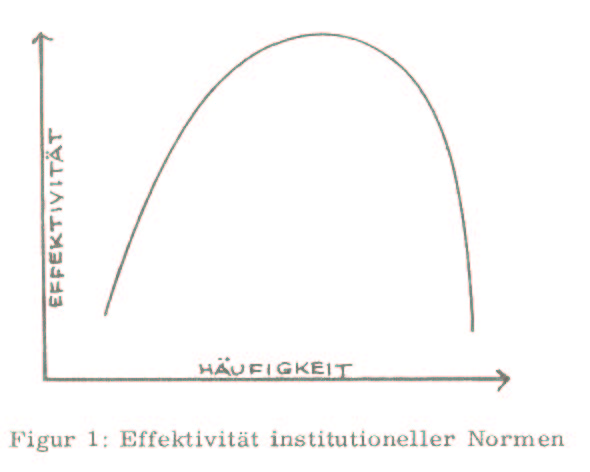 EFFEKTIVITÄT
HÄUFIGKEIT
Figur 1: Effektivität institutioneller Normen